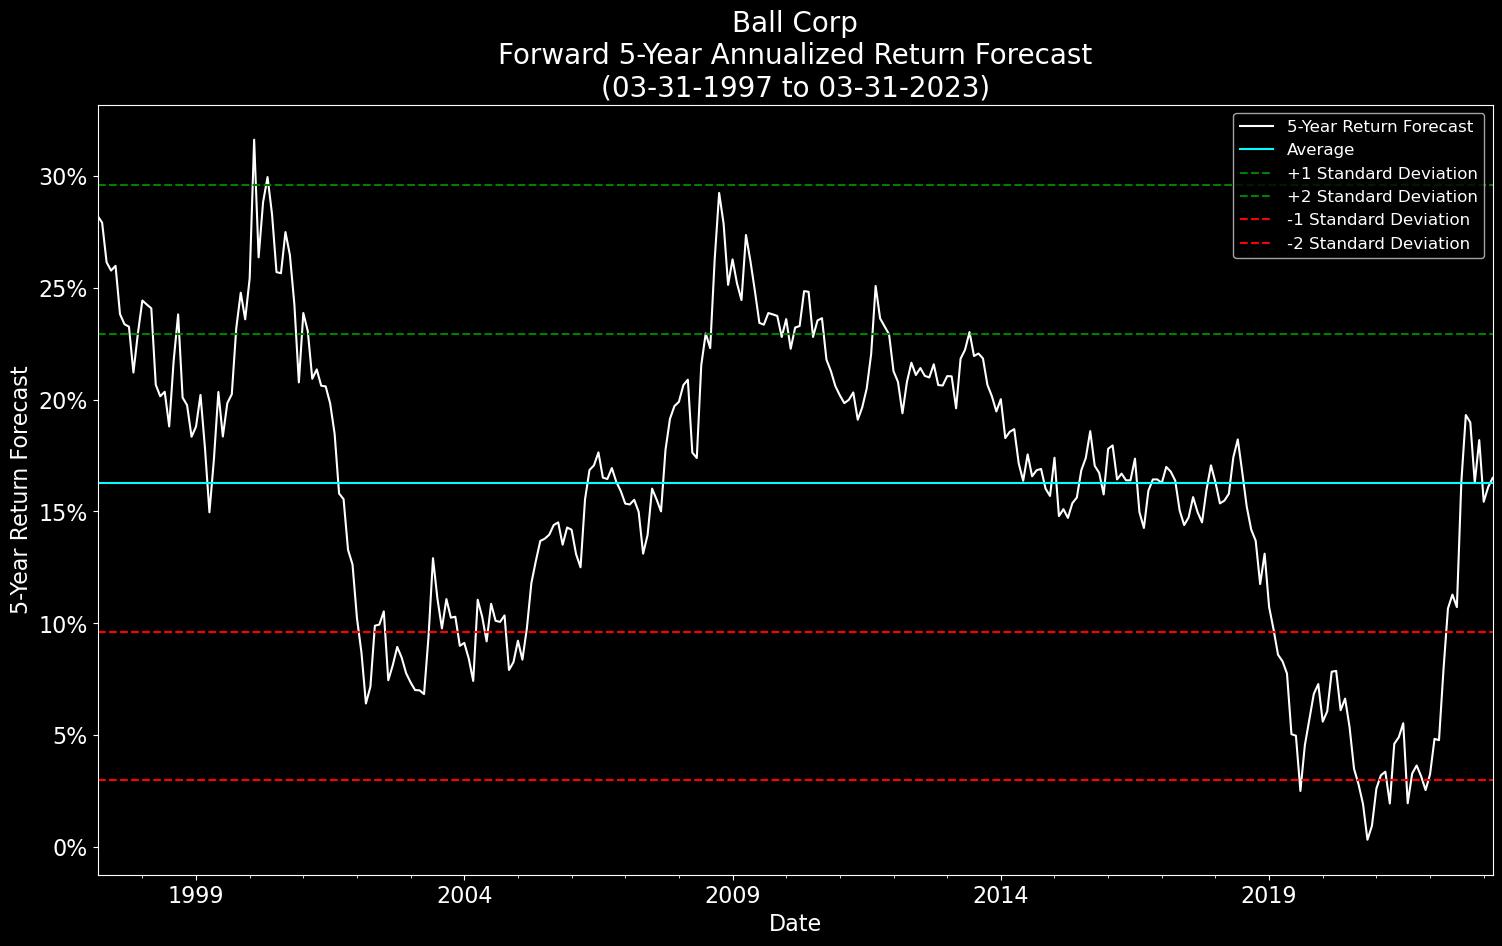 Ball Corp
Forward 5-Year Annualized Return Forecast
(03-31-1997 to 03-31-2023)
5-Year Return Forecast
Average
+1 Standard Deviation
+2 Standard Deviation
-1 Standard Deviation
-2 Standard Deviation
30%
25%
20%
15%
10%
5%
0%
5-Year Return Forecast
1999
2004
2009
2014
2019
Date